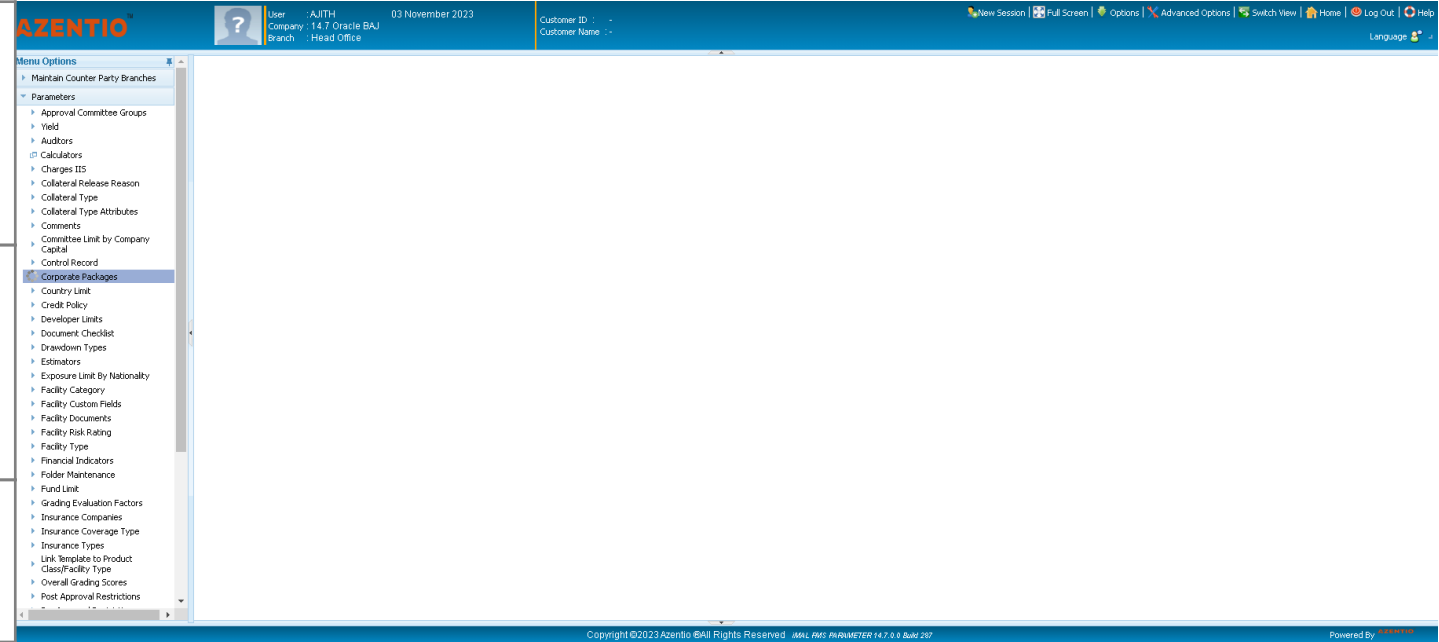 AZENTIO
User : AJITH 03 November 2023
Company : 14.7 Oracle BAJ
Branch : Head Office
Customer ID : -
Customer Name : -
New Session | Full Screen | Options | Advanced Options | Switch View | Home | Log Out | Help
Language
Menu Options
Maintain Counter Party Branches
Parameters
Approval Committee Groups
Yield
Auditors
Calculators
Charges IIS
Collateral Release Reason
Collateral Type
Collateral Type Attributes
Comments
Committee Limit by Company
Capital
Control Record
Corporate Packages
Country Limit
Credit Policy
Developer Limits
Document Checklist
Drawdown Types
Estimators
Exposure Limit By Nationality
Facility Category
Facility Custom Fields
Facility Documents
Facility Risk Rating
Facility Type
Financial Indicators
Folder Maintenance
Fund Limit
Grading Evaluation Factors
Insurance Companies
Insurance Coverage Type
Insurance Types
Link Template to Product
Class/Facility Type
Overall Grading Scores
Post Approval Restrictions
Copyright ©2023 Azentio ®All Rights Reserved iMAL FMS PARAMETER 14.7.0.0 Build 287
Powered By AZENTIO